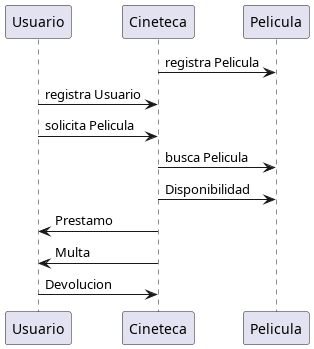 Usuario Cineteca Pelicula
registra Pelicula
registra Usuario
solicita Pelicula
busca Pelicula
Disponibilidad
Prestamo
Multa
Devolucion
Usuario Cineteca Pelicula